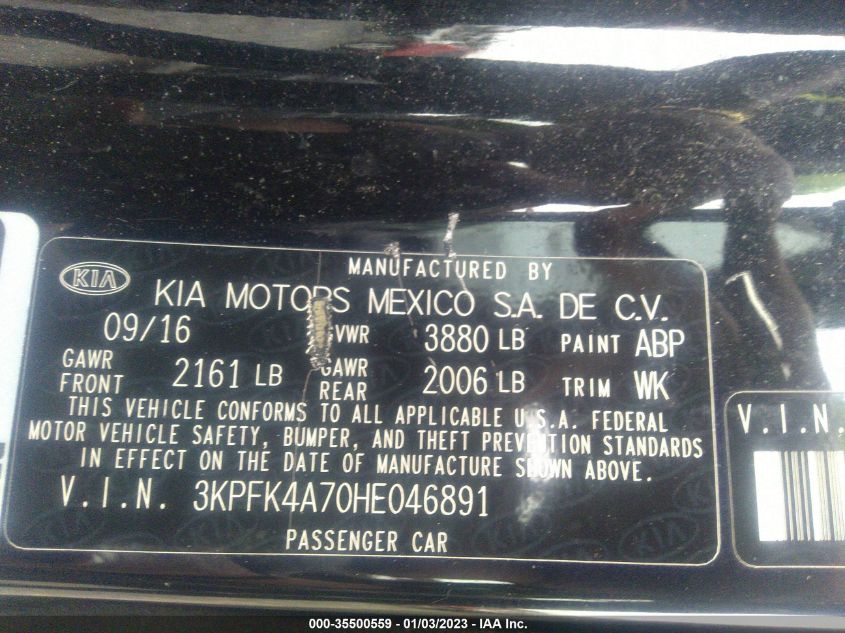 MANUFACTURED BY
KIA
KIA MOTORS MEXICO S.A. DE C.V.
09/16 VWR 3880 LB PAINT ABP
GAWR FRONT 2161 LB GAWR REAR 2006 LB TRIM WK
THIS VEHICLE CONFORMS TO ALL APPLICABLE U.S.A. FEDERAL
MOTOR VEHICLE SAFETY, BUMPER, AND THEFT PREVENTION STANDARDS
IN EFFECT ON THE DATE OF MANUFACTURE SHOWN ABOVE.
V.I.N. 3KPFK4A70HE046891
PASSENGER CAR
V.I.N.
000-35500559 — 01/03/2023 — IAA Inc.